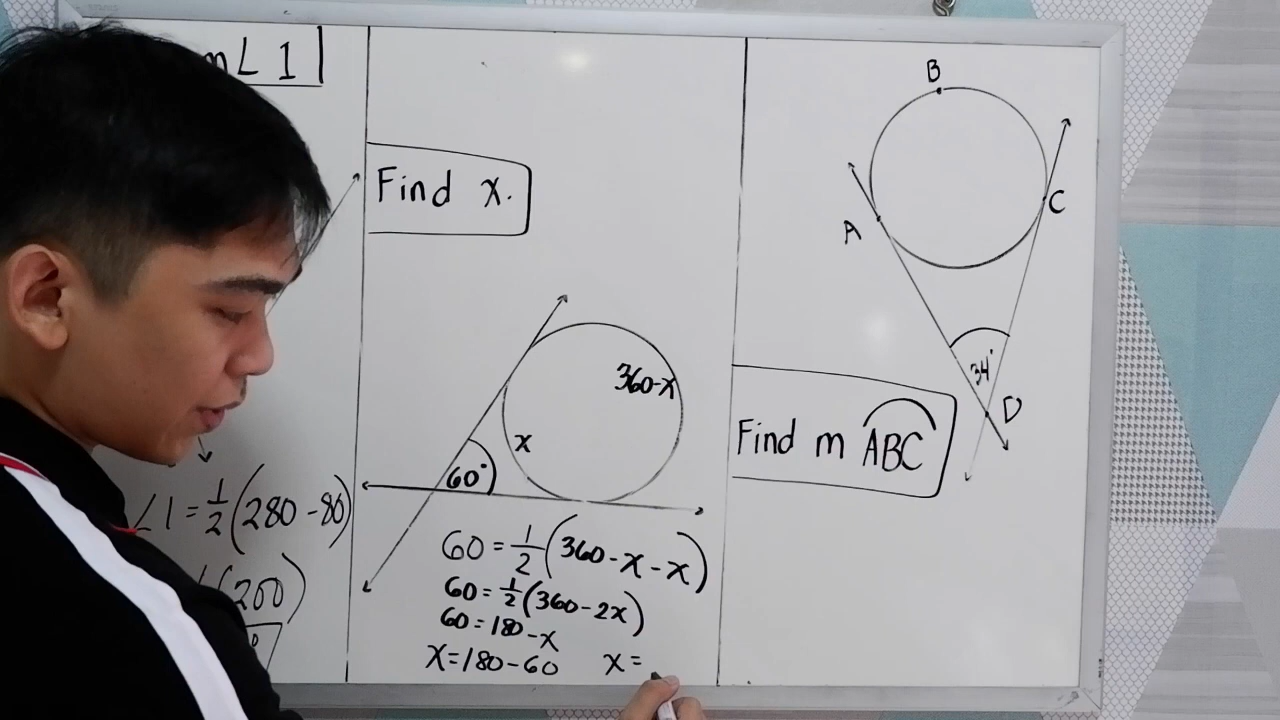 m∠ 1
∠1 = 1/2 (280 - 80)
(200)
Find x.
360-x
x
60°
60 = 1/2 (360 - x - x)
60 = 1/2 (360 - 2x)
60 = 180 - x
x = 180 - 60 x =
B
C
A
34°
D
Find m ABC